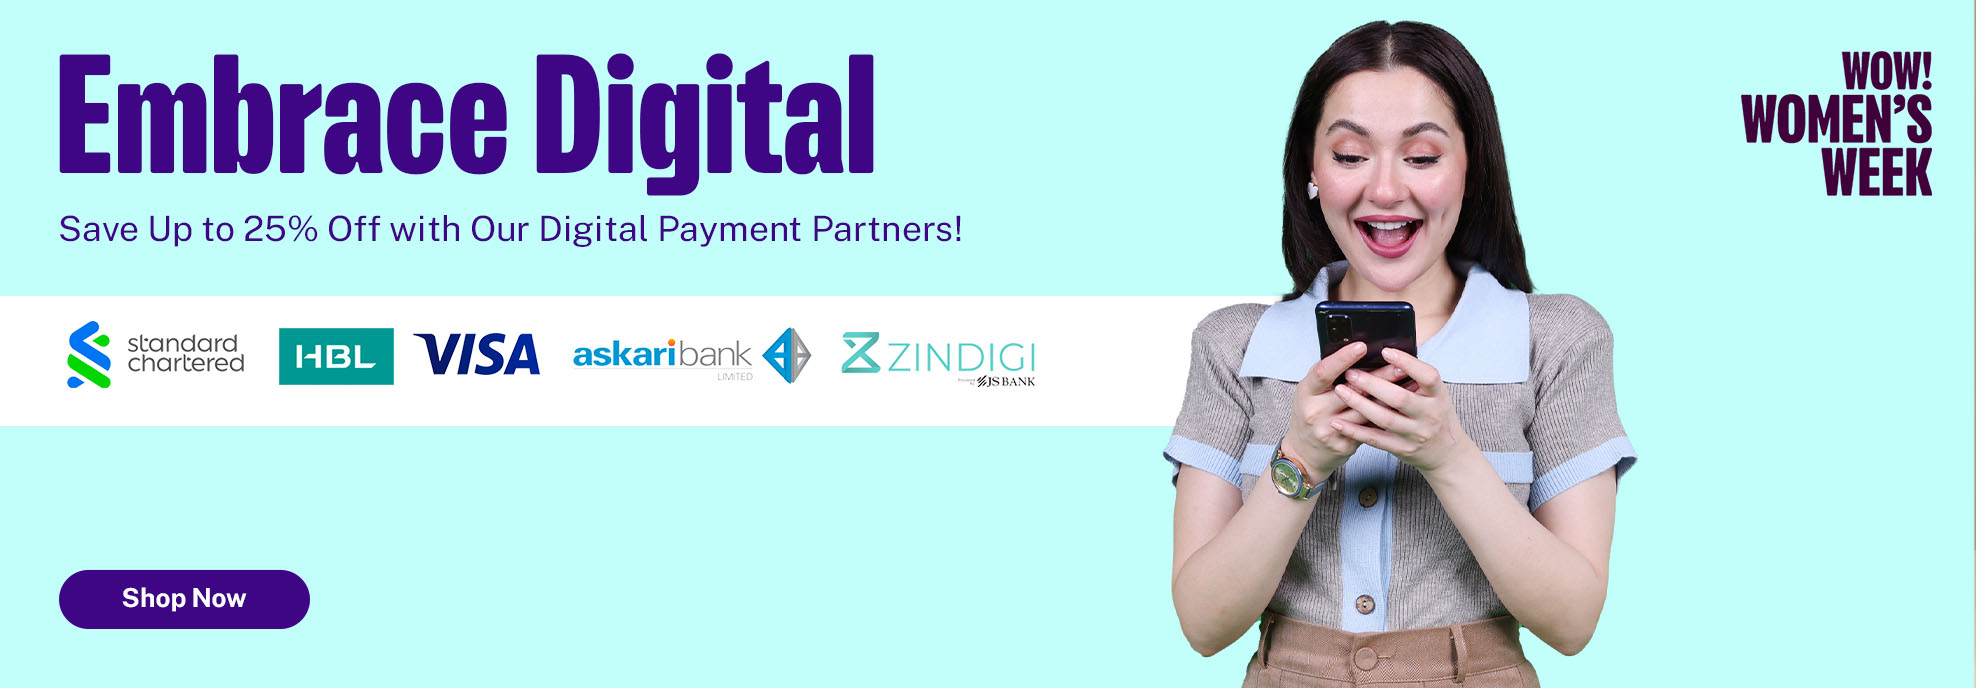 Embrace Digital
Save Up to 25% Off with Our Digital Payment Partners!
standard
chartered
HBL
VISA
askaribank
LIMITED
ZINDIGI
JS BANK
Shop Now
WOW!
WOMEN'S
WEEK